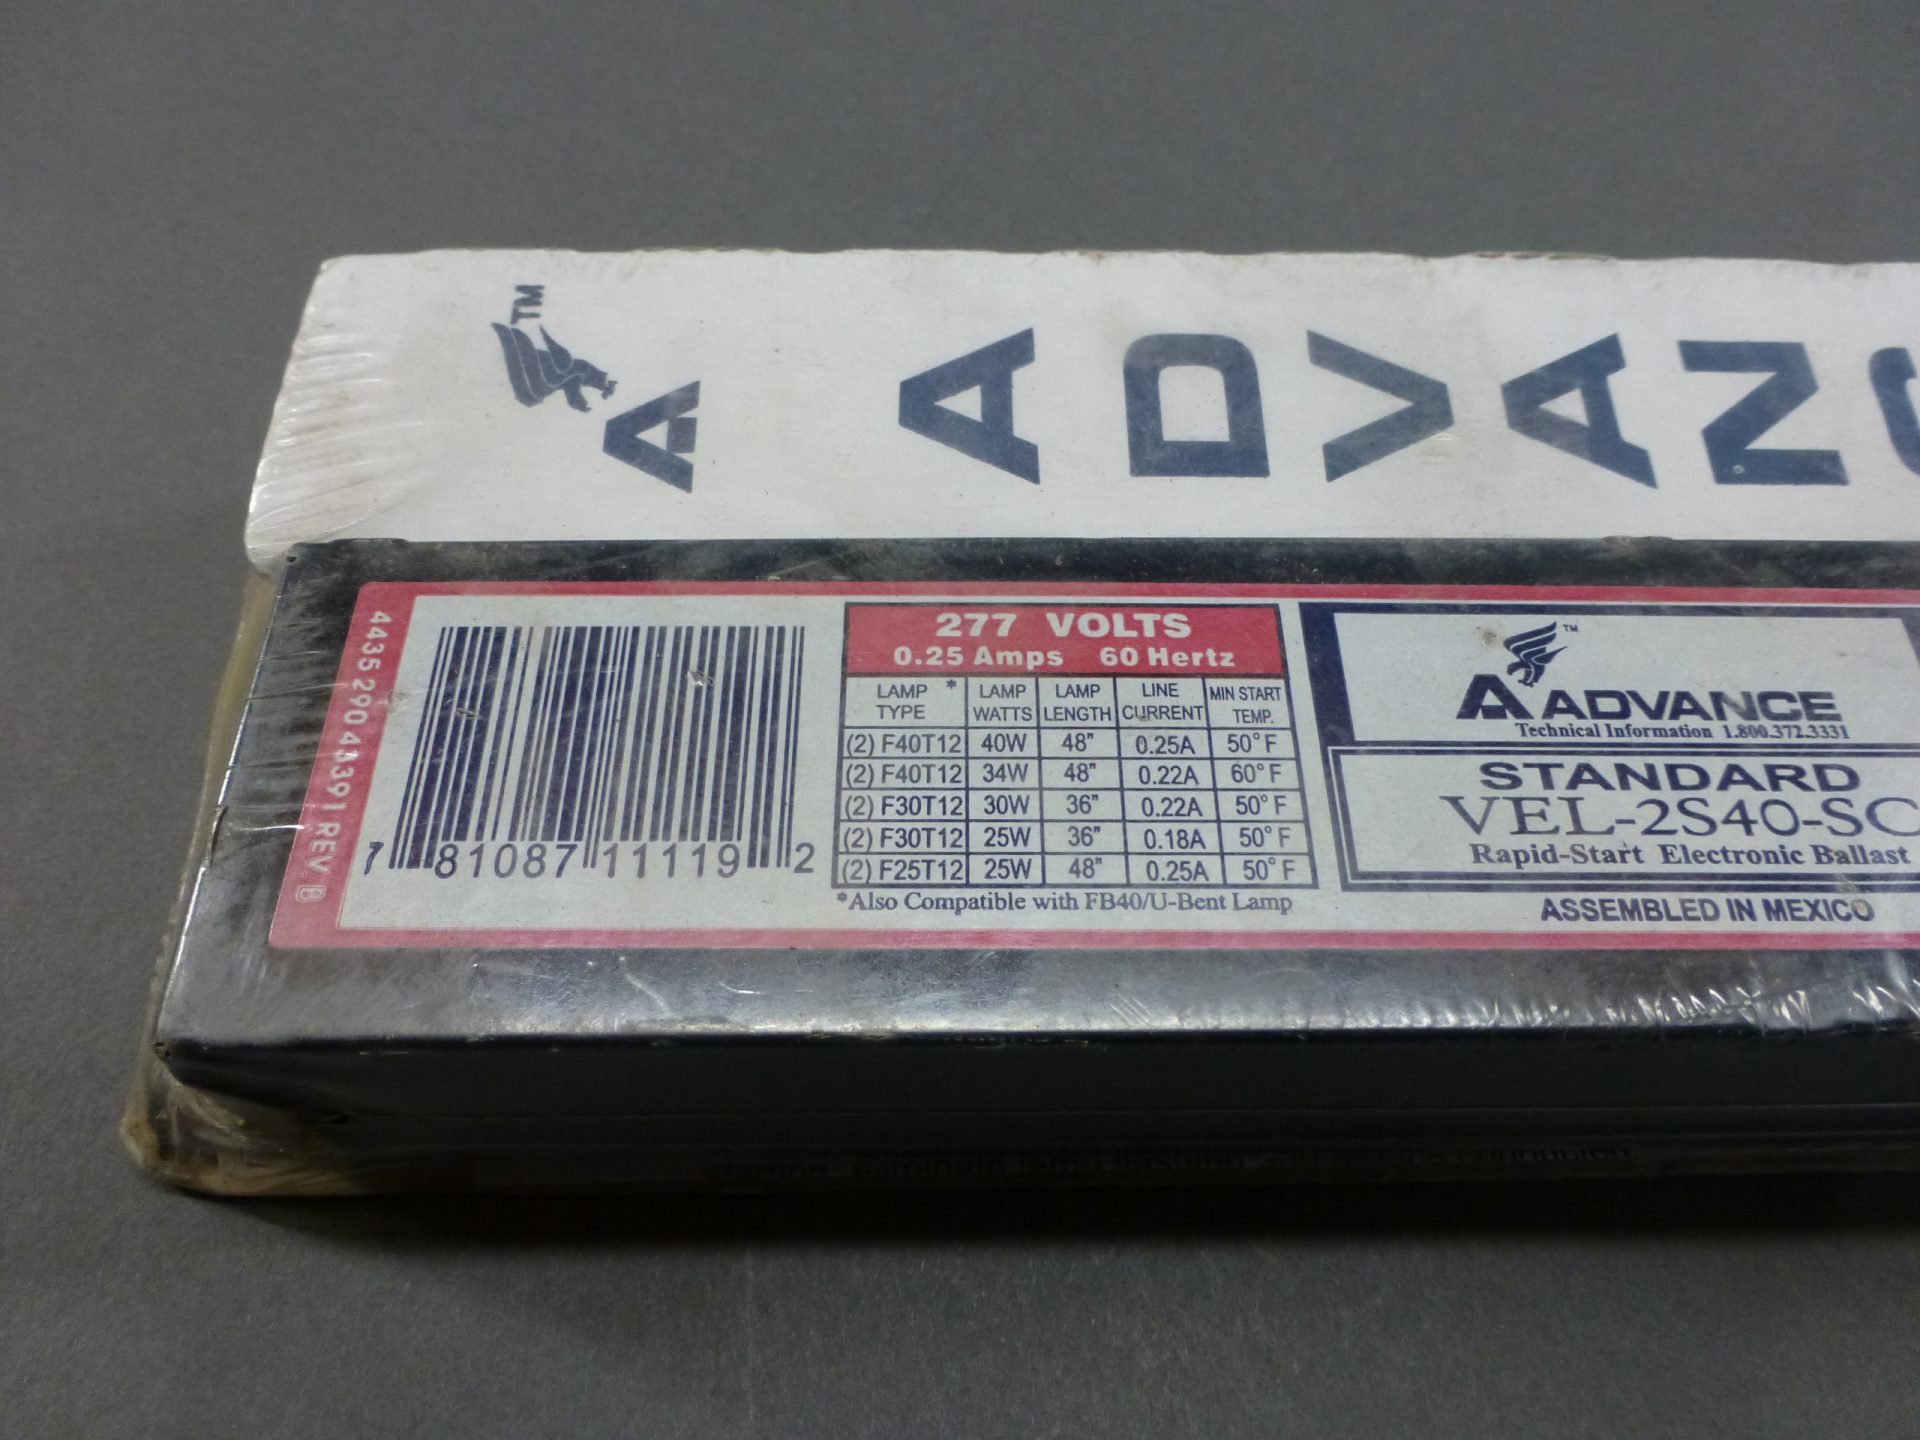 TM
A ADVANC
4435 290 44391 REV. B
7 81087 11119 2
277 VOLTS
0.25 Amps 60 Hertz
LAMP TYPE * LAMP WATTS LAMP LENGTH LINE CURRENT MIN START TEMP.
(2) F40T12 40W 48" 0.25A 50°F
(2) F40T12 34W 48" 0.22A 60°F
(2) F30T12 30W 36" 0.22A 50°F
(2) F30T12 25W 36" 0.18A 50°F
(2) F25T12 25W 48" 0.25A 50°F
*Also Compatible with FB40/U-Bent Lamp
TM
A ADVANCE
Technical Information 1.800.372.3331
STANDARD
VEL-2S40-SC
Rapid-Start Electronic Ballast
ASSEMBLED IN MEXICO